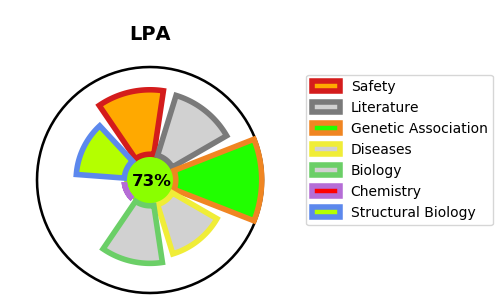 LPA
Safety
Literature
Genetic Association
Diseases
Biology
Chemistry
Structural Biology
73%